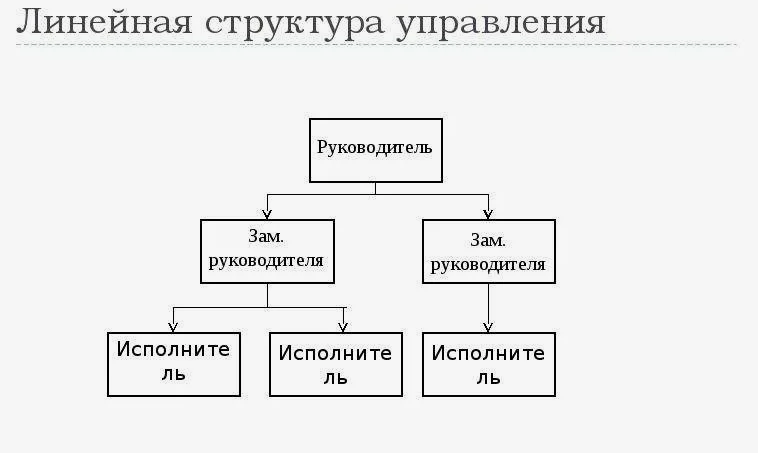 Линейная структура управления
Руководитель
Зам.
руководителя
Зам.
руководителя
Исполните
ль
Исполните
ль
Исполните
ль